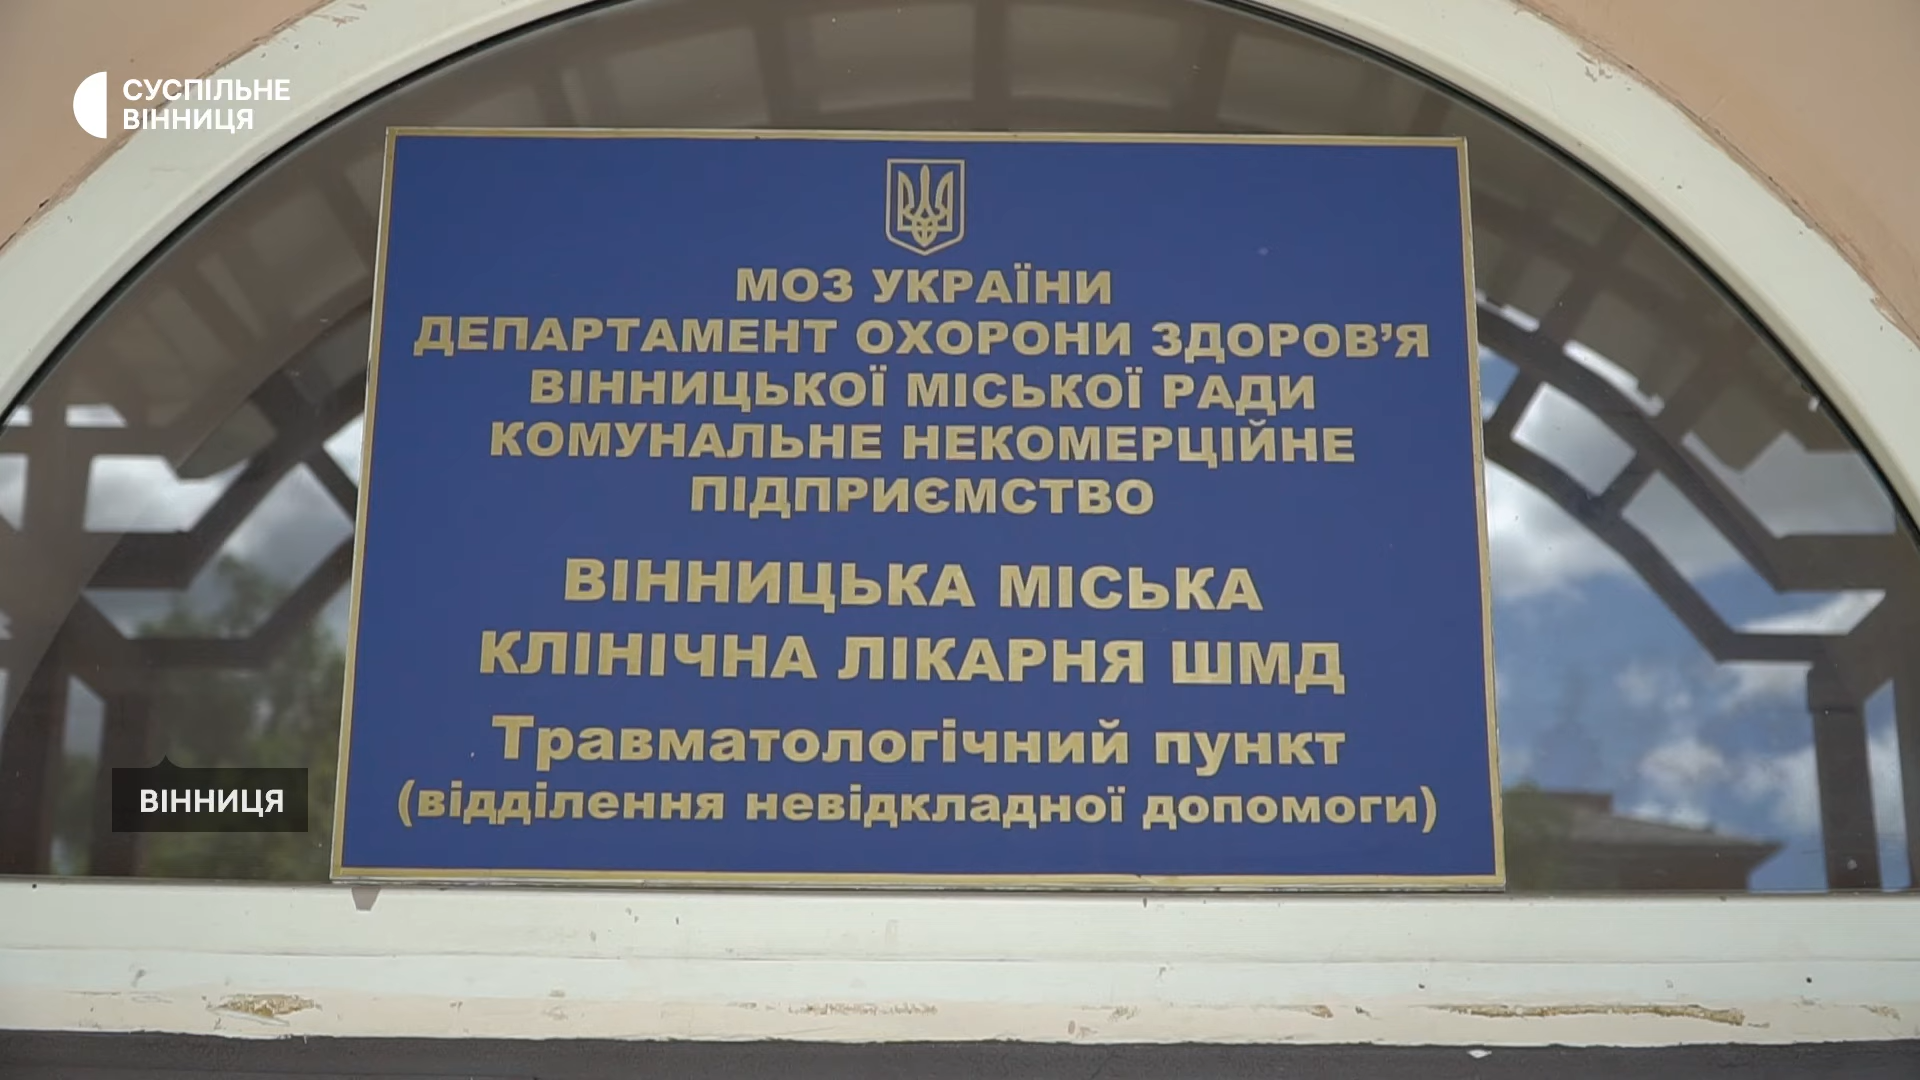 СУСПІЛЬНЕ
ВІННИЦЯ
МОЗ УКРАЇНИ
ДЕПАРТАМЕНТ ОХОРОНИ ЗДОРОВ’Я
ВІННИЦЬКОЇ МІСЬКОЇ РАДИ
КОМУНАЛЬНЕ НЕКОМЕРЦІЙНЕ
ПІДПРИЄМСТВО
ВІННИЦЬКА МІСЬКА
КЛІНІЧНА ЛІКАРНЯ ШМД
Травматологічний пункт
(відділення невідкладної допомоги)
ВІННИЦЯ